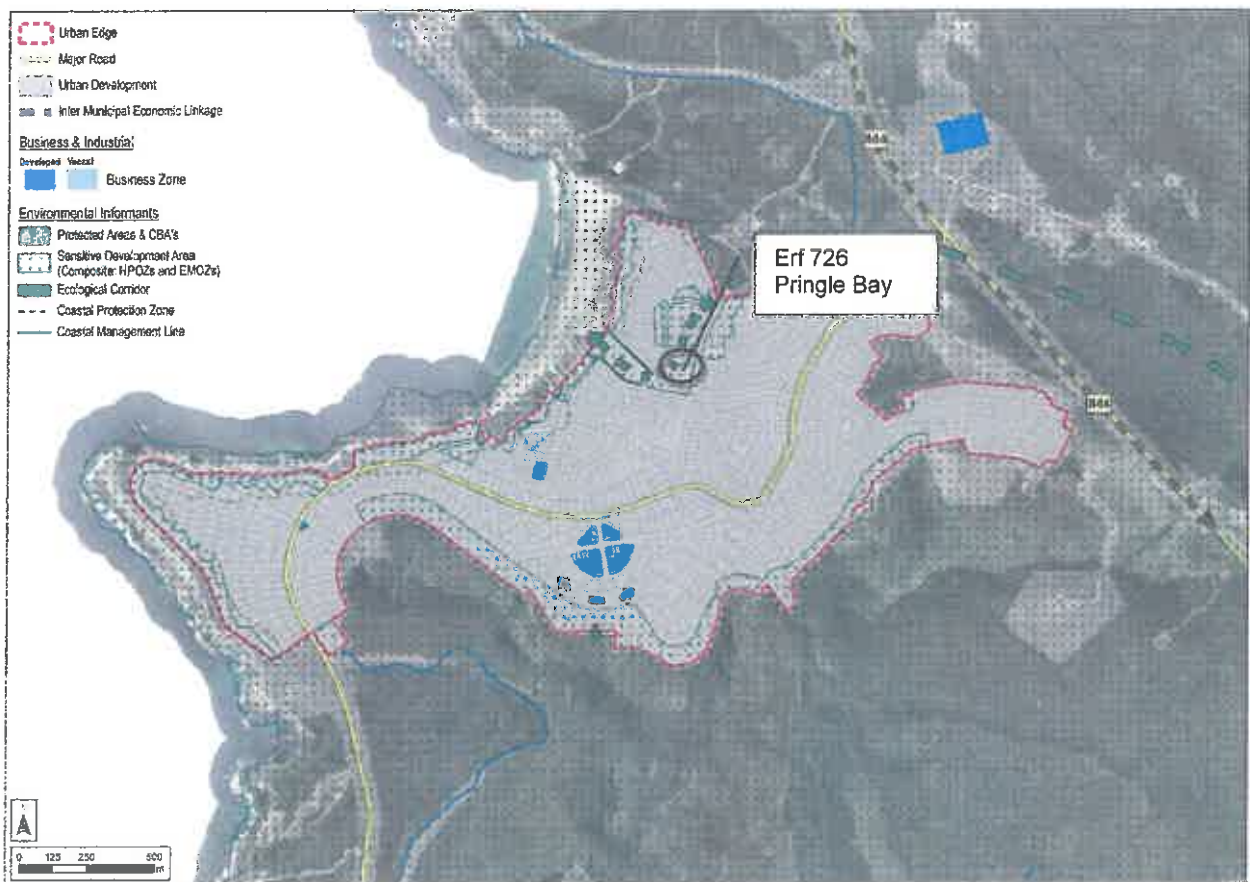 Urban Edge
Major Road
Urban Development
Inter Municipal Economic Linkage
Business & Industrial
Developed Vacant
Business Zone
Environmental Informants
Protected Areas & CBA's
Sensitive Development Area
(Composite: HPOZs and EMOZs)
Ecological Corridor
Coastal Protection Zone
Coastal Management Line
Erf 726
Pringle Bay
R44
R44
0 125 250 500
m